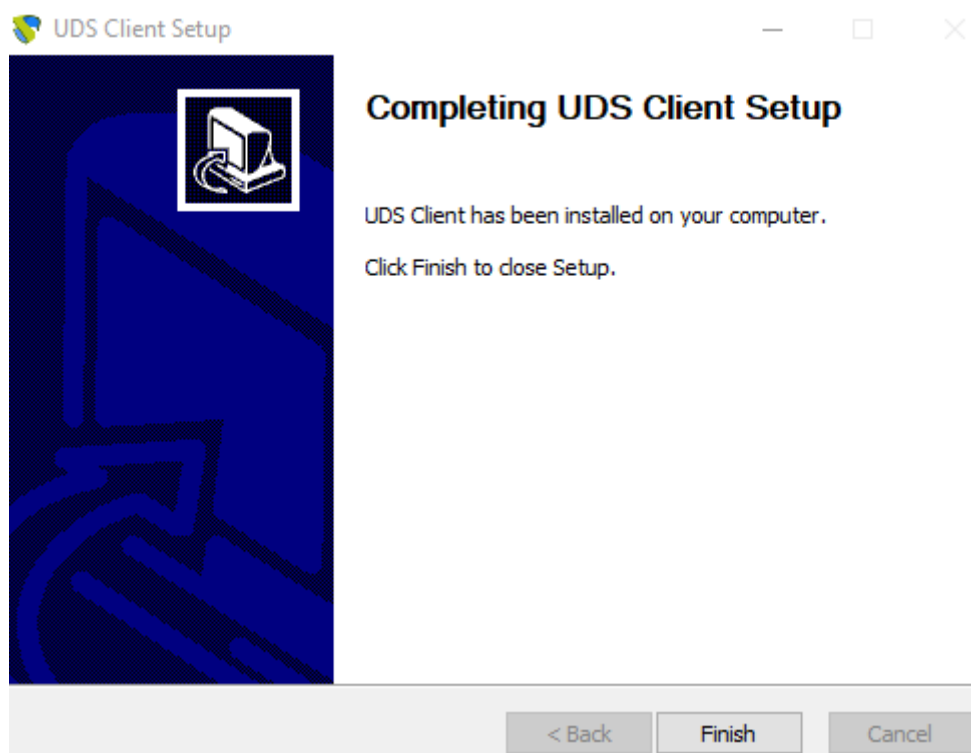 UDS Client Setup
Completing UDS Client Setup
UDS Client has been installed on your computer.
Click Finish to close Setup.
< Back
Finish
Cancel